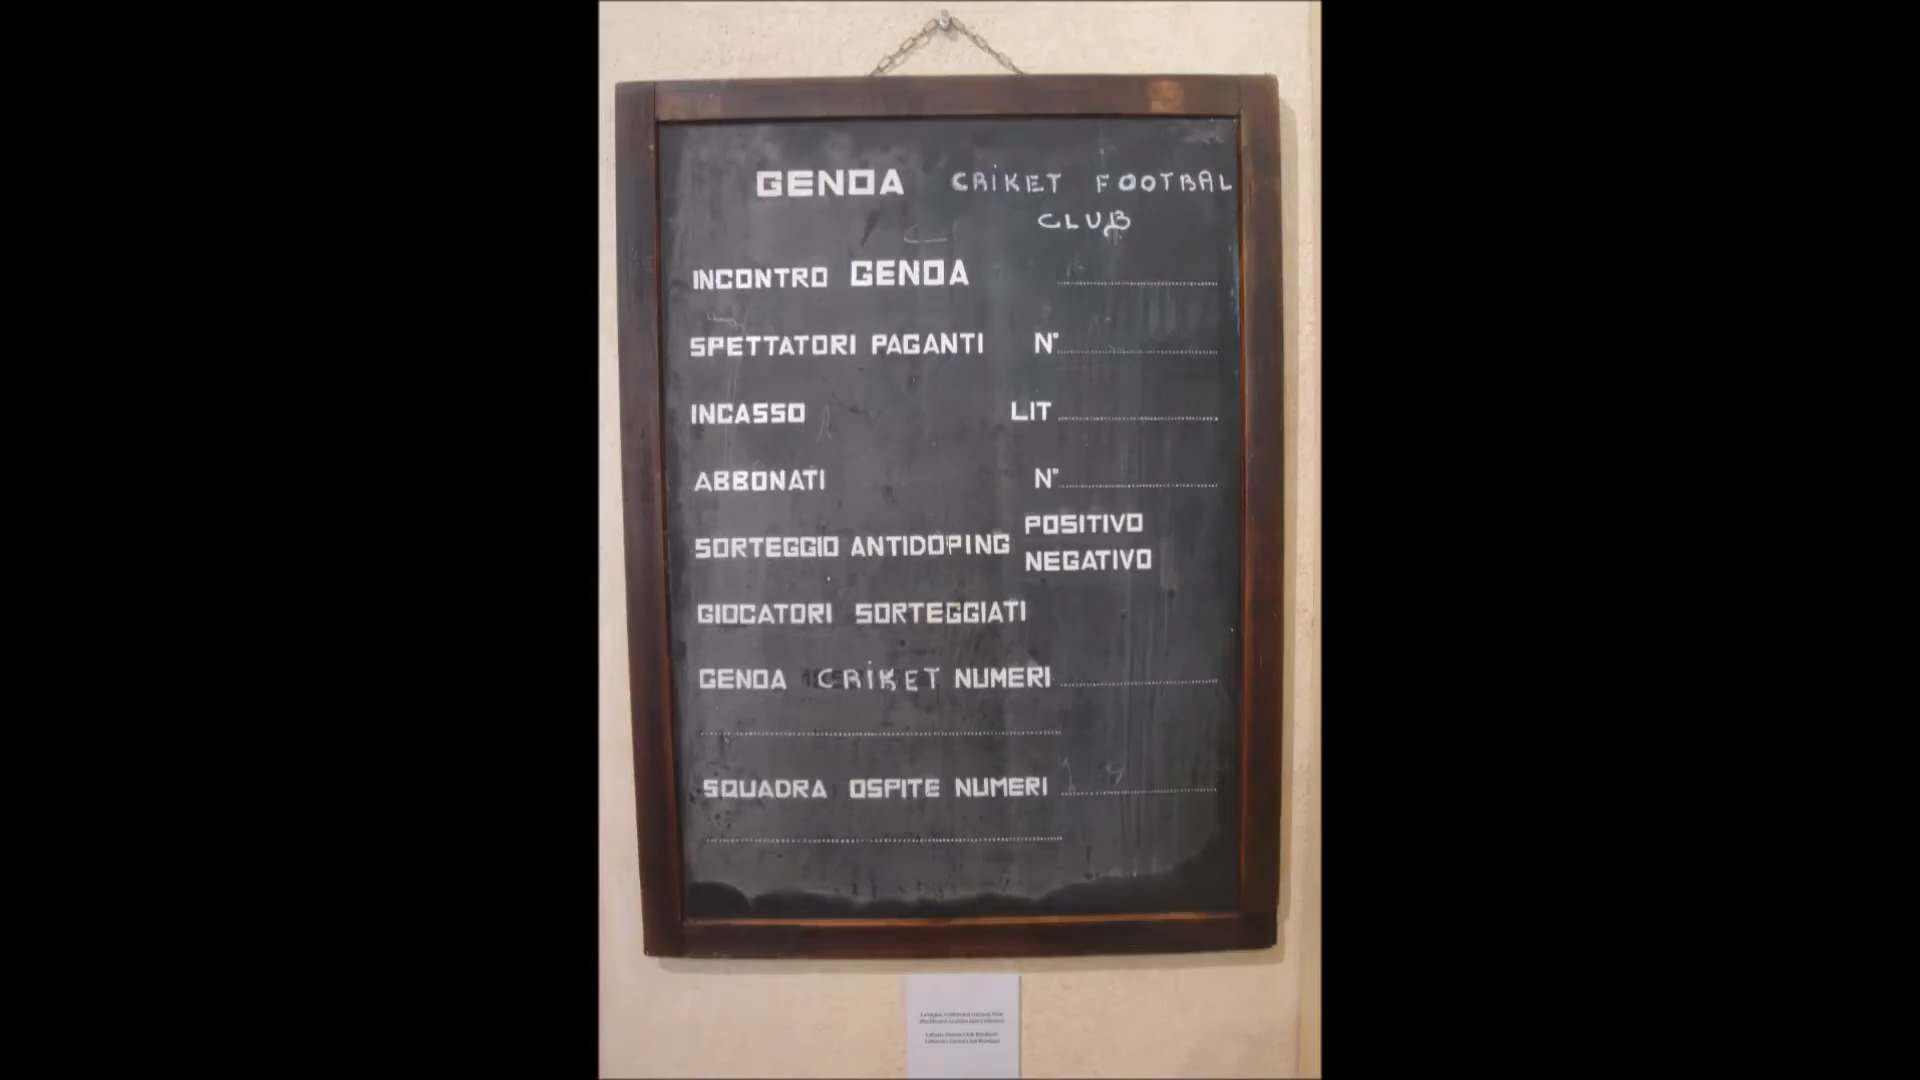 GENOA CRIKET FOOTBAL
CLUB
INCONTRO GENOA
SPETTATORI PAGANTI N°
INCASSO LIT
ABBONATI N°
SORTEGGIO ANTIDOPING POSITIVO
NEGATIVO
GIOCATORI SORTEGGIATI
GENOA CRIKET NUMERI
SQUADRA OSPITE NUMERI